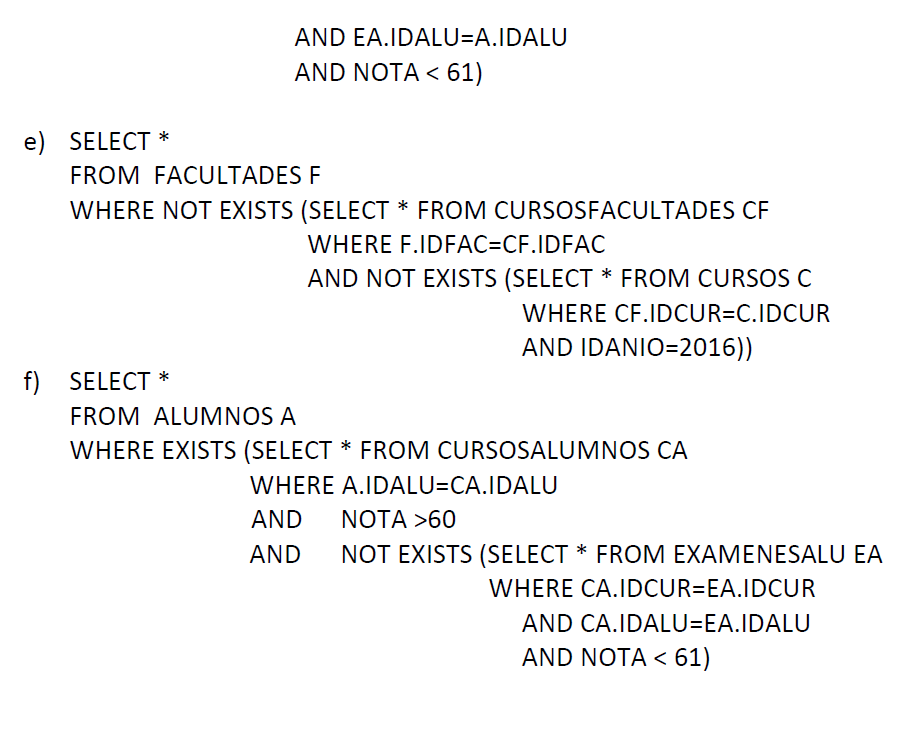 AND EA.IDALU=A.IDALU
AND NOTA < 61)
e) SELECT *
FROM FACULTADES F
WHERE NOT EXISTS (SELECT * FROM CURSOSFACULTADES CF
WHERE F.IDFAC=CF.IDFAC
AND NOT EXISTS (SELECT * FROM CURSOS C
WHERE CF.IDCUR=C.IDCUR
AND IDANIO=2016))
f) SELECT *
FROM ALUMNOS A
WHERE EXISTS (SELECT * FROM CURSOSALUMNOS CA
WHERE A.IDALU=CA.IDALU
AND NOTA >60
AND NOT EXISTS (SELECT * FROM EXAMENESALU EA
WHERE CA.IDCUR=EA.IDCUR
AND CA.IDALU=EA.IDALU
AND NOTA < 61)